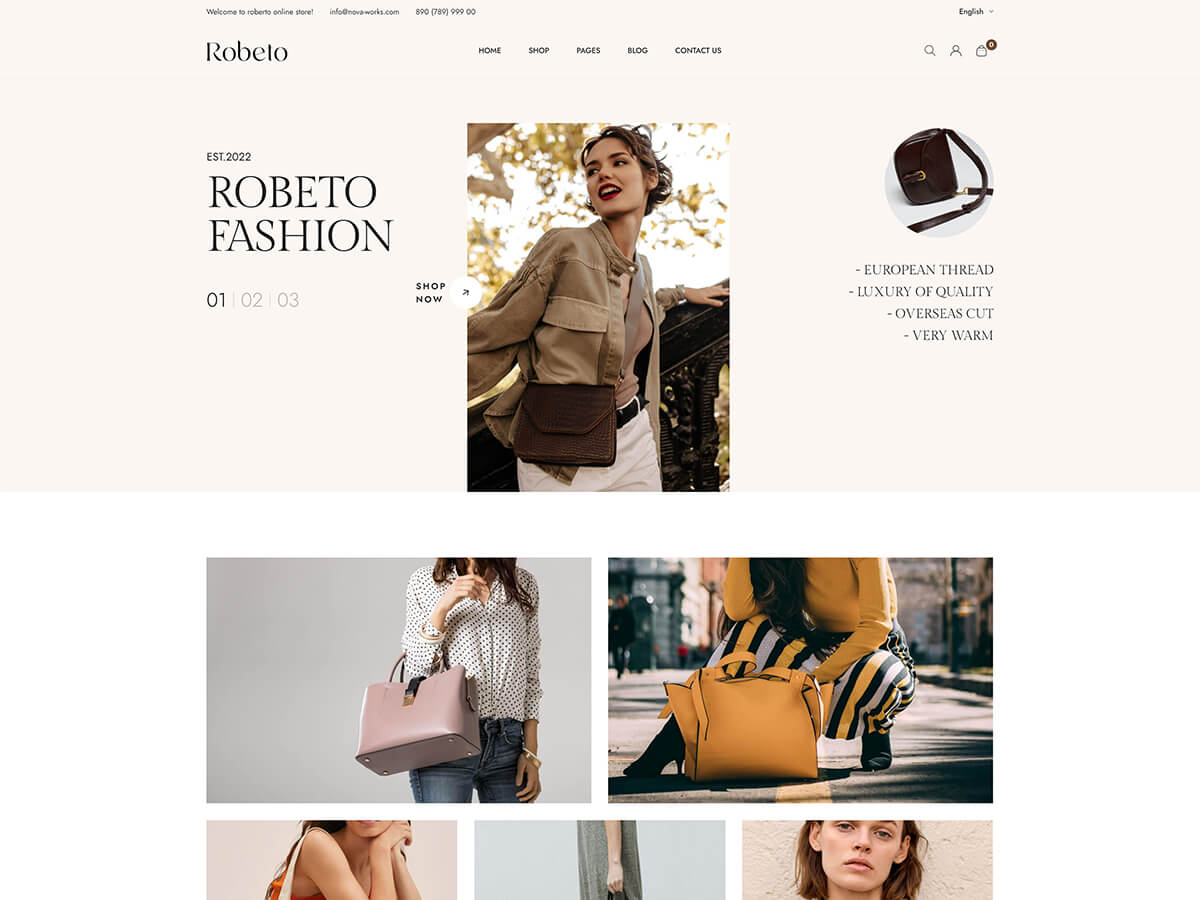 Welcome to roberto online store! info@nova-works.com 890 (789) 999 00 English
Robeto HOME SHOP PAGES BLOG CONTACT US 0
EST.2022
ROBETO
FASHION
01 | 02 | 03
SHOP
NOW
- EUROPEAN THREAD
- LUXURY OF QUALITY
- OVERSEAS CUT
- VERY WARM